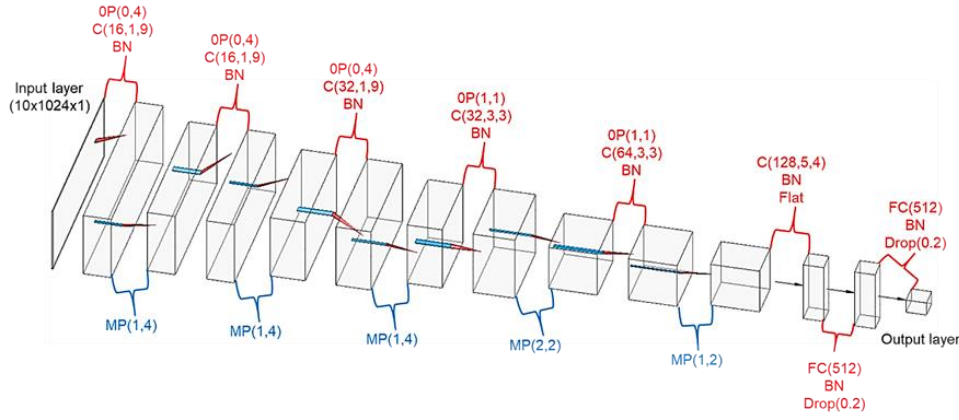 0P(0,4)
C(16,1,9)
BN
0P(0,4)
C(16,1,9)
BN
0P(0,4)
C(32,1,9)
BN
0P(1,1)
C(32,3,3)
BN
0P(1,1)
C(64,3,3)
BN
C(128,5,4)
BN
Flat
FC(512)
BN
Drop(0.2)
Input layer
(10x1024x1)
MP(1,4)
MP(1,4)
MP(1,4)
MP(2,2)
MP(1,2)
FC(512)
BN
Drop(0.2)
Output layer